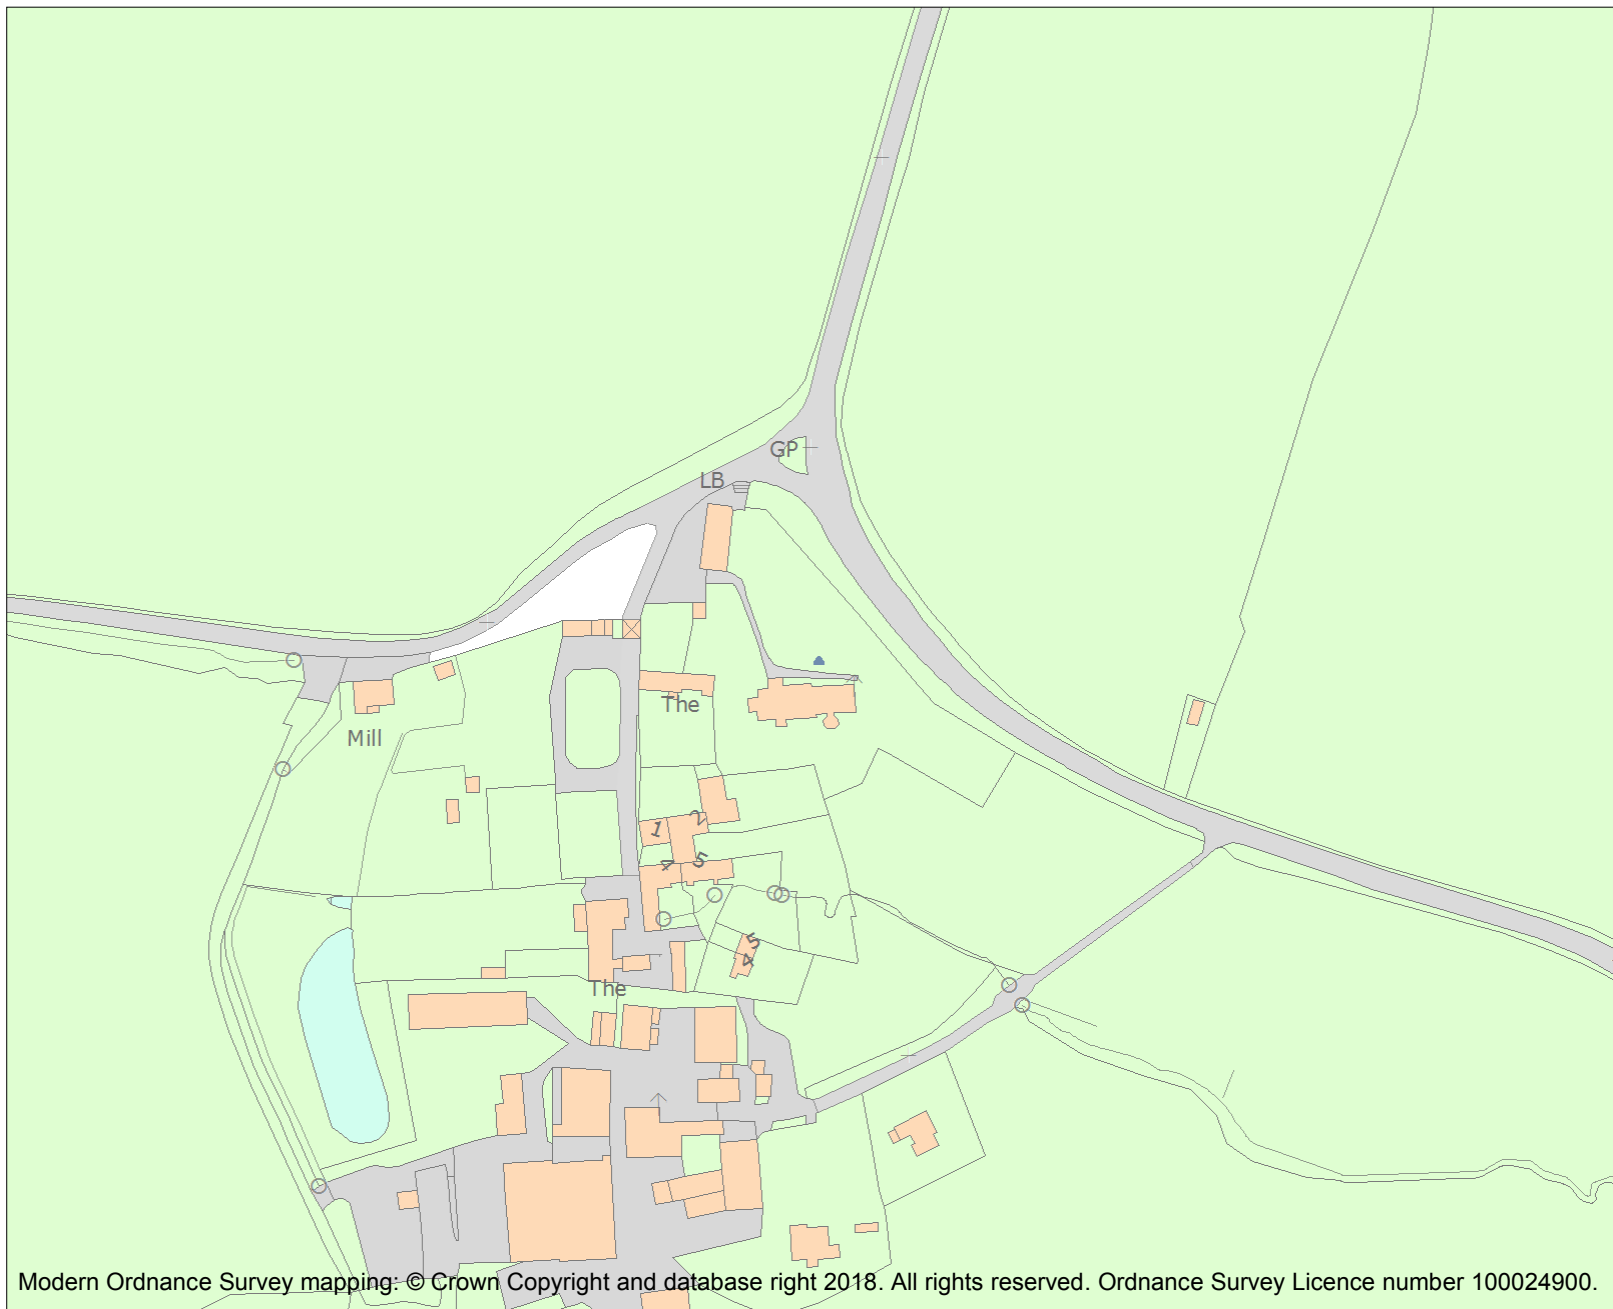 GP
LB
The
Mill
1
2
4
5
5
4
The
Modern Ordnance Survey mapping: © Crown Copyright and database right 2018. All rights reserved. Ordnance Survey Licence number 100024900.